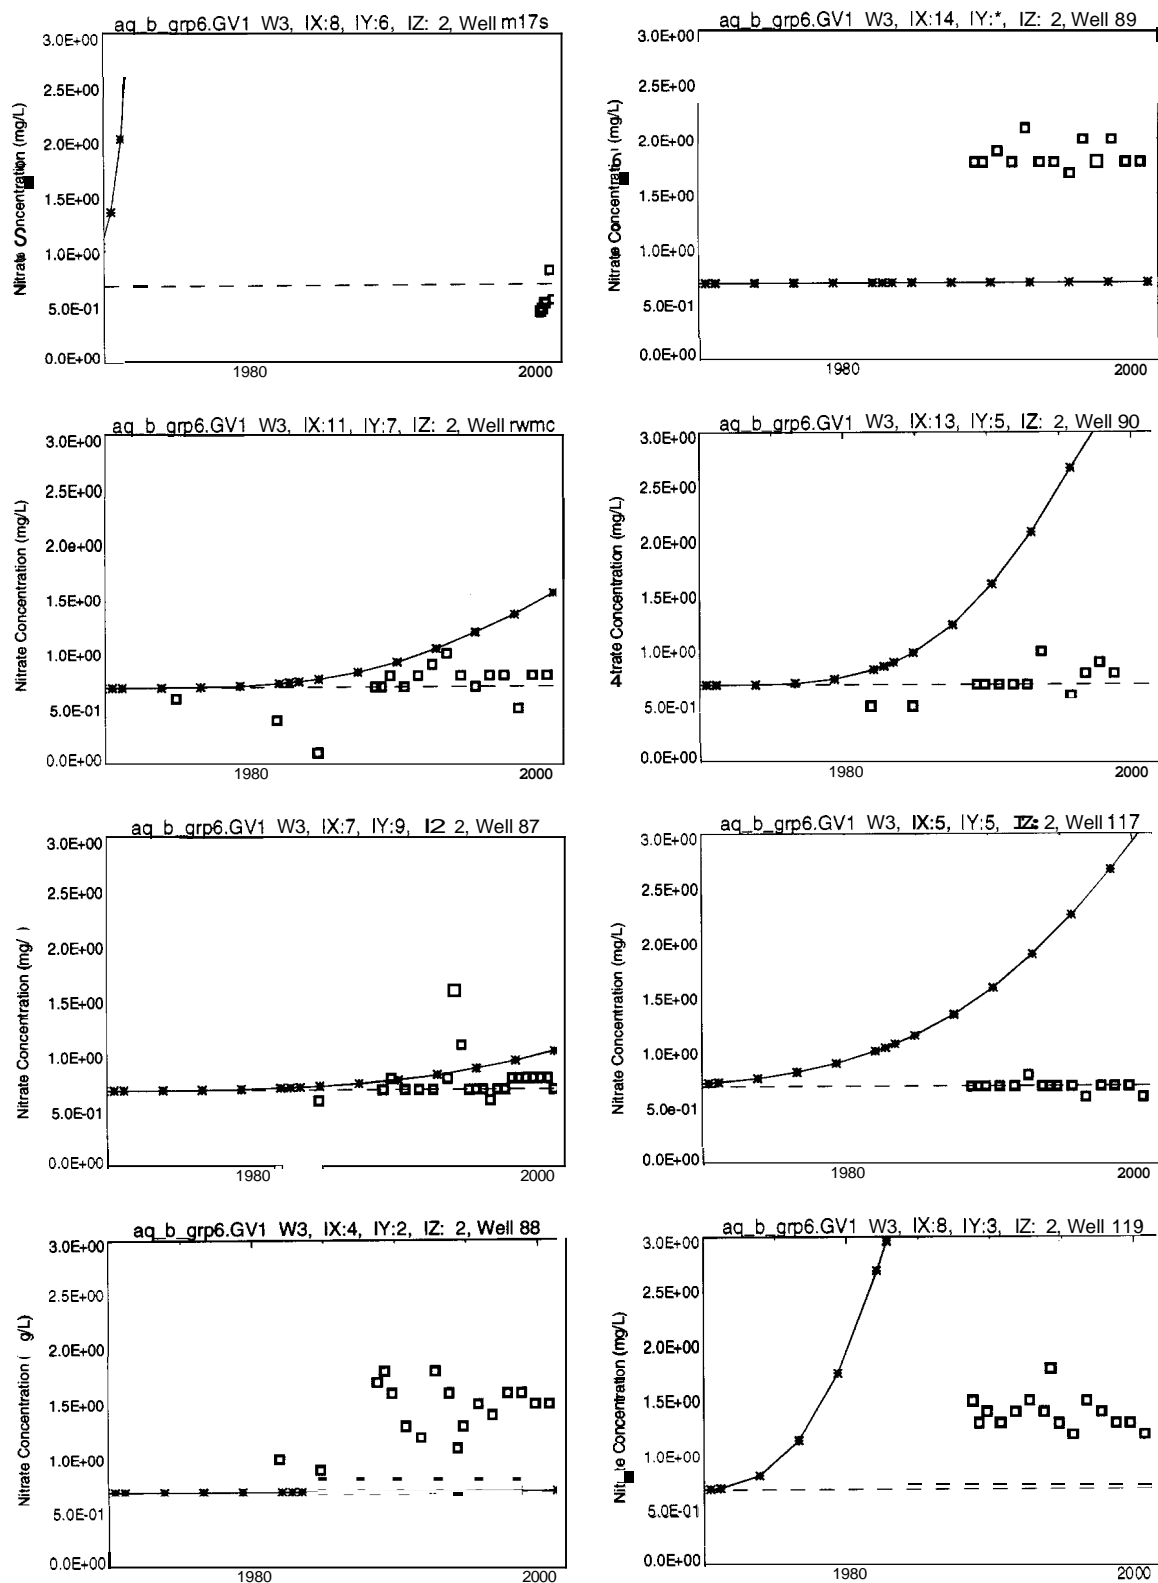 aq_b_grp6.GV1 W3, IX:8, IY:6, IZ: 2, Well m17s
3.0E+00
2.5E+00
2.0E+00
1.5E+00
1.0E+00
5.0E-01
0.0E+00
Nitrate Concentration (mg/L)
1980
2000
aq_b_grp6.GV1 W3, IX:14, IY:*, IZ: 2, Well 89
3.0E+00
2.5E+00
2.0E+00
1.5E+00
1.0E+00
5.0E-01
0.0E+00
Nitrate Concentration (mg/L)
1980
2000
aq_b_grp6.GV1 W3, IX:11, IY:7, IZ: 2, Well rwmc
3.0E+00
2.5E+00
2.0e+00
1.5E+00
1.0E+00
5.0E-01
0.0E+00
Nitrate Concentration (mg/L)
1980
2000
aq_b_grp6.GV1 W3, IX:13, IY:5, IZ: 2, Well 90
3.0E+00
2.5E+00
2.0E+00
1.5E+00
1.0E+00
5.0E-01
0.0E+00
4trate Concentration (mg/L)
1980
2000
aq_b_grp6.GV1 W3, IX:7, IY:9, I2 2, Well 87
3.0E+00
2.5E+00
2.0E+00
1.5E+00
1.0E+00
5.0E-01
0.0E+00
Nitrate Concentration (mg/ )
1980
2000
aq_b_grp6.GV1 W3, IX:5, IY:5, IZ: 2, Well 117
3.0E+00
2.5E+00
2.0E+00
1.5E+00
1.0E+00
5.0e-01
0.0E+00
Nitrate Concentration (mg/L)
1980
2000
aq_b_grp6.GV1 W3, IX:4, IY:2, IZ: 2, Well 88
3.0E+00
2.5E+00
2.0E+00
1.5E+00
1.0E+00
5.0E-01
0.0E+00
Nitrate Concentration ( g/L)
1980
2000
aq_b_grp6.GV1 W3, IX:8, IY:3, IZ: 2, Well 119
3.0E+00
2.5E+00
2.0E+00
1.5E+00
1.0E+00
5.0E-01
0.0E+00
Nitrate Concentration (mg/L)
1980
2000